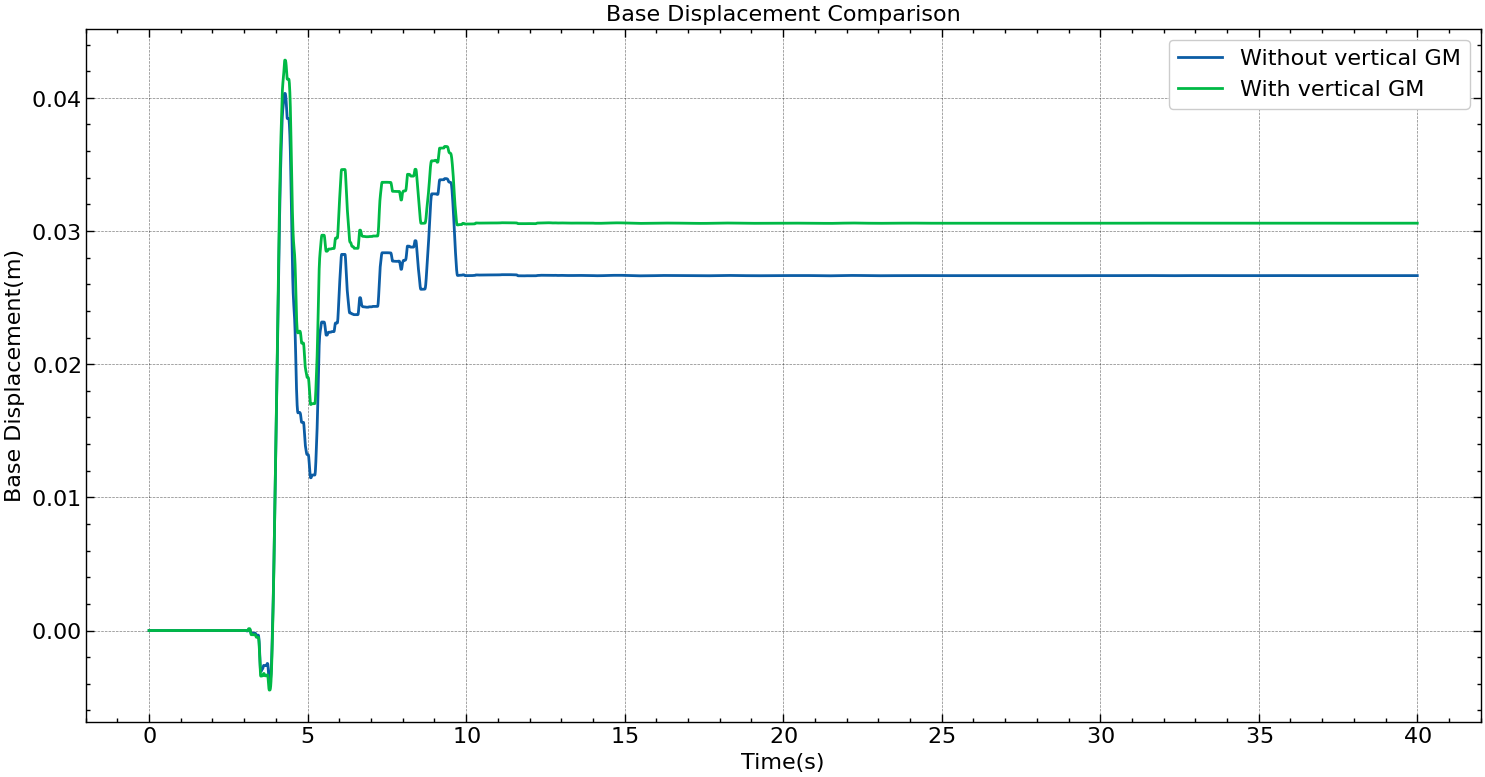 Base Displacement Comparison
Without vertical GM
With vertical GM
0.04
0.03
0.02
0.01
0.00
Base Displacement(m)
0 5 10 15 20 25 30 35 40
Time(s)